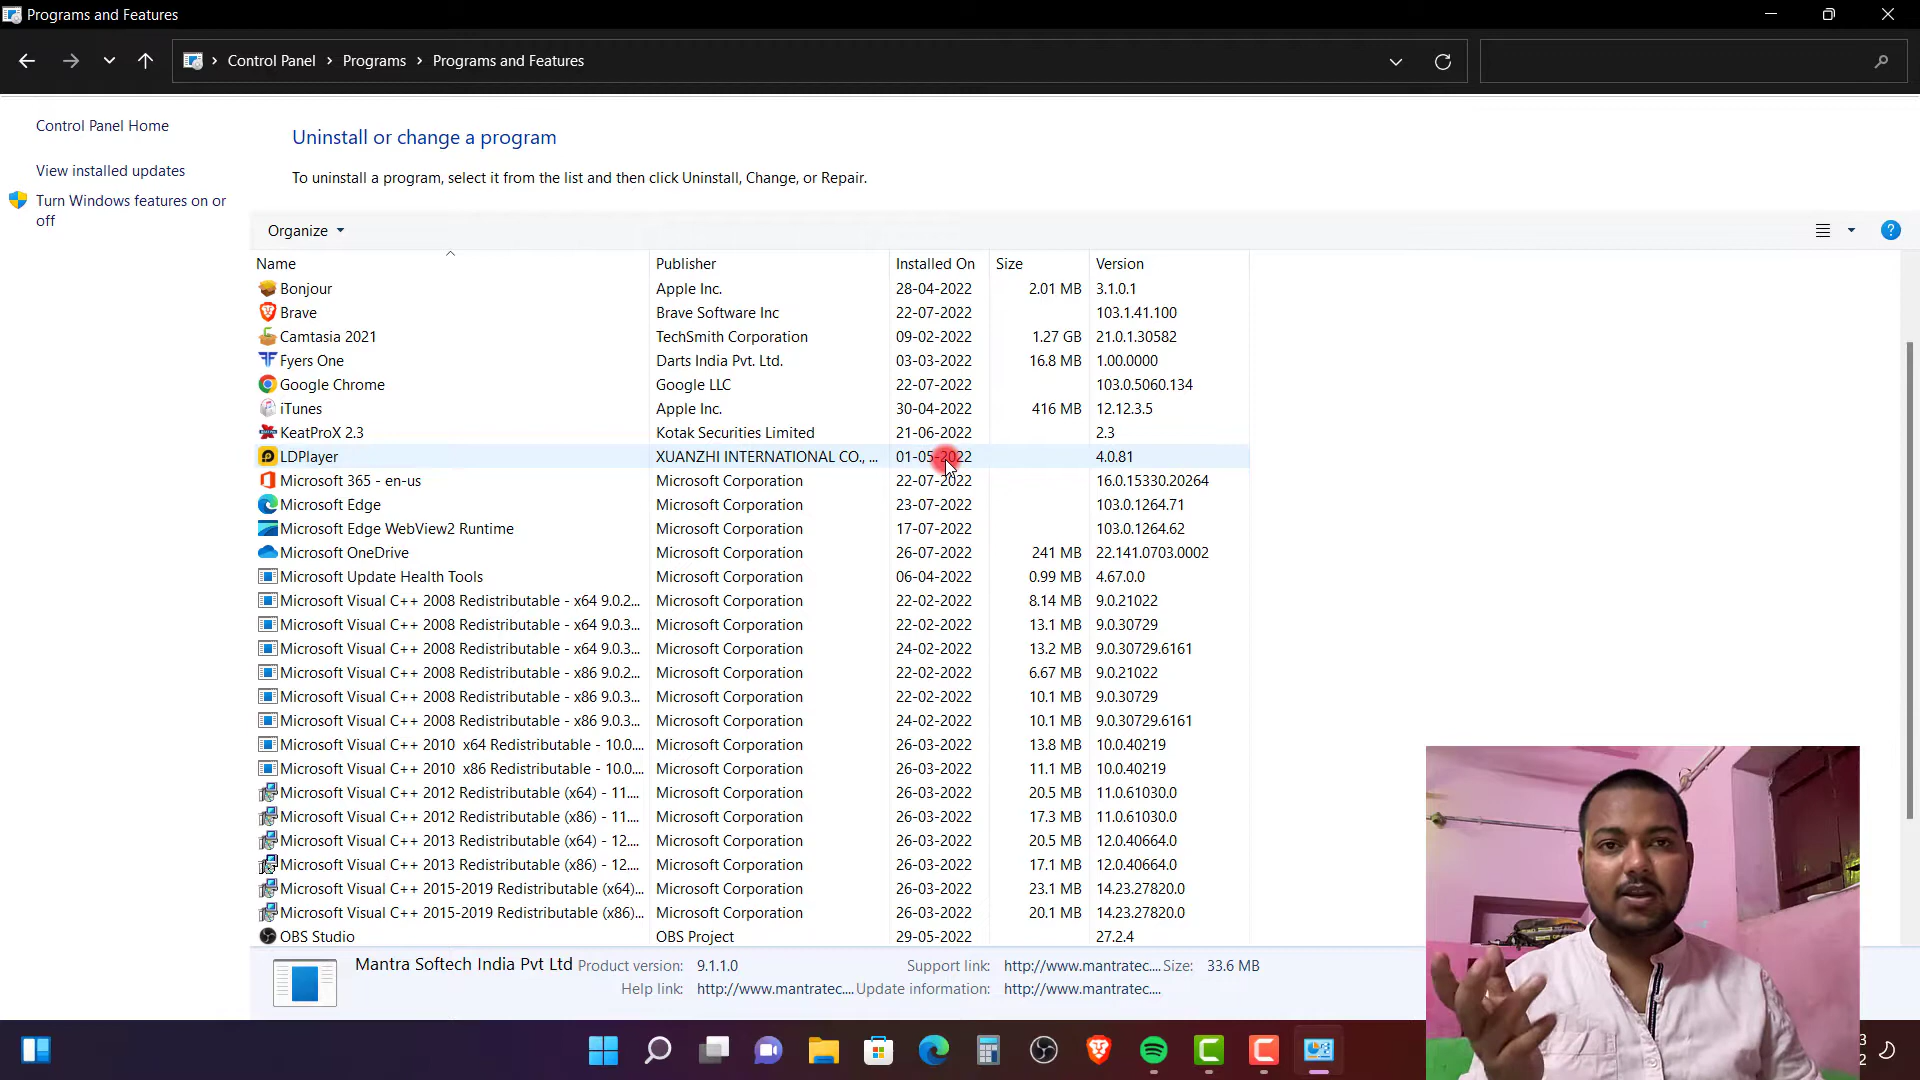 Programs and Features
Control Panel Programs Programs and Features
Control Panel Home
View installed updates
Turn Windows features on or
off
Uninstall or change a program
To uninstall a program, select it from the list and then click Uninstall, Change, or Repair.
Organize
Name Publisher Installed On Size Version
Bonjour Apple Inc. 28-04-2022 2.01 MB 3.1.0.1
Brave Brave Software Inc 22-07-2022 103.1.41.100
Camtasia 2021 TechSmith Corporation 09-02-2022 1.27 GB 21.0.1.30582
Fyers One Darts India Pvt. Ltd. 03-03-2022 16.8 MB 1.00.0000
Google Chrome Google LLC 22-07-2022 103.0.5060.134
iTunes Apple Inc. 30-04-2022 416 MB 12.12.3.5
KeatProX 2.3 Kotak Securities Limited 21-06-2022 2.3
LDPlayer XUANZHI INTERNATIONAL CO., ... 01-05-2022 4.0.81
Microsoft 365 - en-us Microsoft Corporation 22-07-2022 16.0.15330.20264
Microsoft Edge Microsoft Corporation 23-07-2022 103.0.1264.71
Microsoft Edge WebView2 Runtime Microsoft Corporation 17-07-2022 103.0.1264.62
Microsoft OneDrive Microsoft Corporation 26-07-2022 241 MB 22.141.0703.0002
Microsoft Update Health Tools Microsoft Corporation 06-04-2022 0.99 MB 4.67.0.0
Microsoft Visual C++ 2008 Redistributable - x64 9.0.2... Microsoft Corporation 22-02-2022 8.14 MB 9.0.21022
Microsoft Visual C++ 2008 Redistributable - x64 9.0.3... Microsoft Corporation 22-02-2022 13.1 MB 9.0.30729
Microsoft Visual C++ 2008 Redistributable - x64 9.0.3... Microsoft Corporation 24-02-2022 13.2 MB 9.0.30729.6161
Microsoft Visual C++ 2008 Redistributable - x86 9.0.2... Microsoft Corporation 22-02-2022 6.67 MB 9.0.21022
Microsoft Visual C++ 2008 Redistributable - x86 9.0.3... Microsoft Corporation 22-02-2022 10.1 MB 9.0.30729
Microsoft Visual C++ 2008 Redistributable - x86 9.0.3... Microsoft Corporation 24-02-2022 10.1 MB 9.0.30729.6161
Microsoft Visual C++ 2010 x64 Redistributable - 10.0.... Microsoft Corporation 26-03-2022 13.8 MB 10.0.40219
Microsoft Visual C++ 2010 x86 Redistributable - 10.0.... Microsoft Corporation 26-03-2022 11.1 MB 10.0.40219
Microsoft Visual C++ 2012 Redistributable (x64) - 11.... Microsoft Corporation 26-03-2022 20.5 MB 11.0.61030.0
Microsoft Visual C++ 2012 Redistributable (x86) - 11.... Microsoft Corporation 26-03-2022 17.3 MB 11.0.61030.0
Microsoft Visual C++ 2013 Redistributable (x64) - 12.... Microsoft Corporation 26-03-2022 20.5 MB 12.0.40664.0
Microsoft Visual C++ 2013 Redistributable (x86) - 12.... Microsoft Corporation 26-03-2022 17.1 MB 12.0.40664.0
Microsoft Visual C++ 2015-2019 Redistributable (x64)... Microsoft Corporation 26-03-2022 23.1 MB 14.23.27820.0
Microsoft Visual C++ 2015-2019 Redistributable (x86)... Microsoft Corporation 26-03-2022 20.1 MB 14.23.27820.0
OBS Studio OBS Project 29-05-2022 27.2.4
Mantra Softech India Pvt Ltd Product version: 9.1.1.0 Support link: http://www.mantratec.... Size: 33.6 MB
Help link: http://www.mantratec.... Update information: http://www.mantratec....
3
2